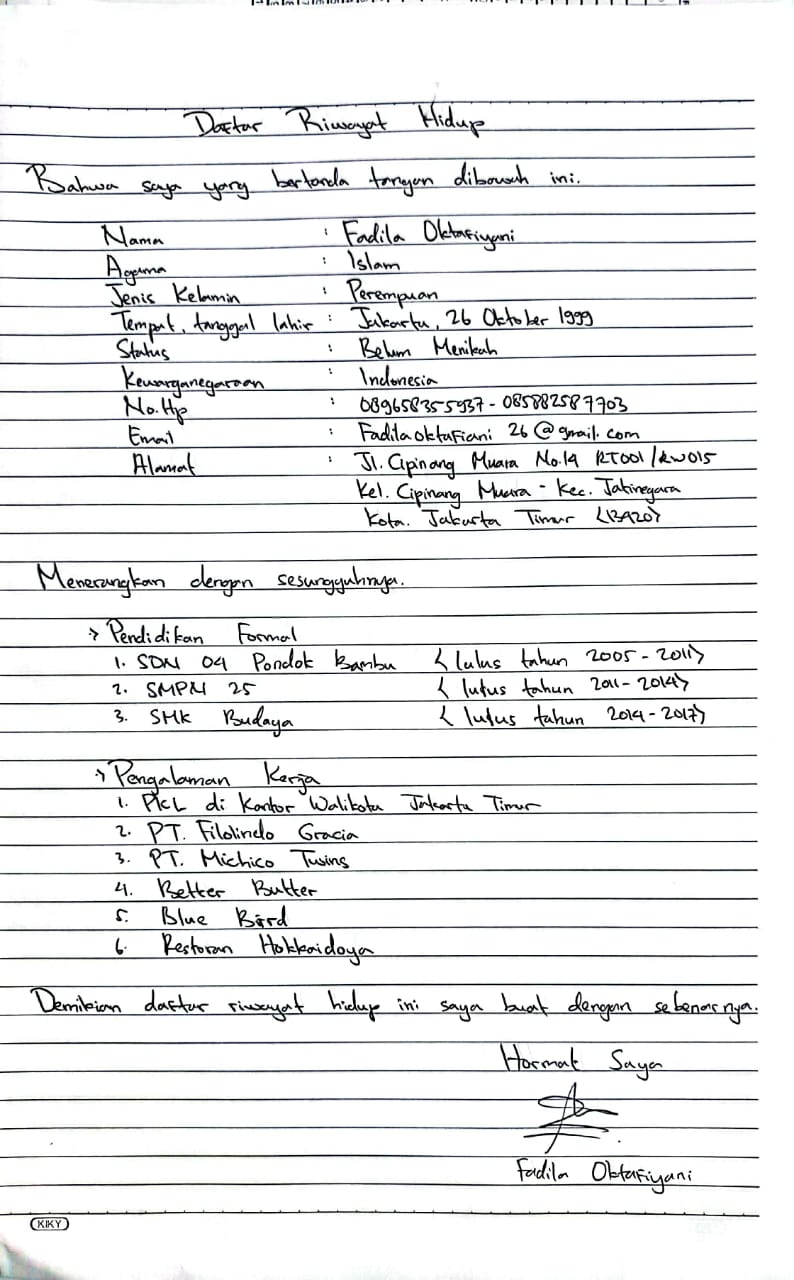 Daftar Riwayat Hidup
Bahwa saya yang bertanda tangan dibawah ini.
Nama : Fadila Oktafiyani
Agama : Islam
Jenis Kelamin : Perempuan
Tempat, tanggal lahir : Jakarta, 26 Oktober 1999
Status : Belum Menikah
Kewarganegaraan : Indonesia
No. Hp : 089658355937 - 085882587703
Email : Fadilaoktafiani26@gmail.com
Alamat : Jl. Cipinang Muara No.14 RT001/RW015
Kel. Cipinang Muara - Kec. Jatinegara
Kota. Jakarta Timur (13420)
Menerangkan dengan sesungguhnya.
→ Pendidikan Formal
1. SDN 04 Pondok Bambu (lulus tahun 2005 - 2011)
2. SMPN 25 (lulus tahun 2011 - 2014)
3. SMK Budaya (lulus tahun 2014 - 2017)
→ Pengalaman Kerja
1. PKL di Kantor Walikota Jakarta Timur
2. PT. Filolindo Gracia
3. PT. Michico Twins
4. Better Butter
5. Blue Bird
6. Restoran Hokkaidoya
Demikian daftar riwayat hidup ini saya buat dengan sebenarnya.
Hormat Saya
Fadila Oktafiyani
KIKY